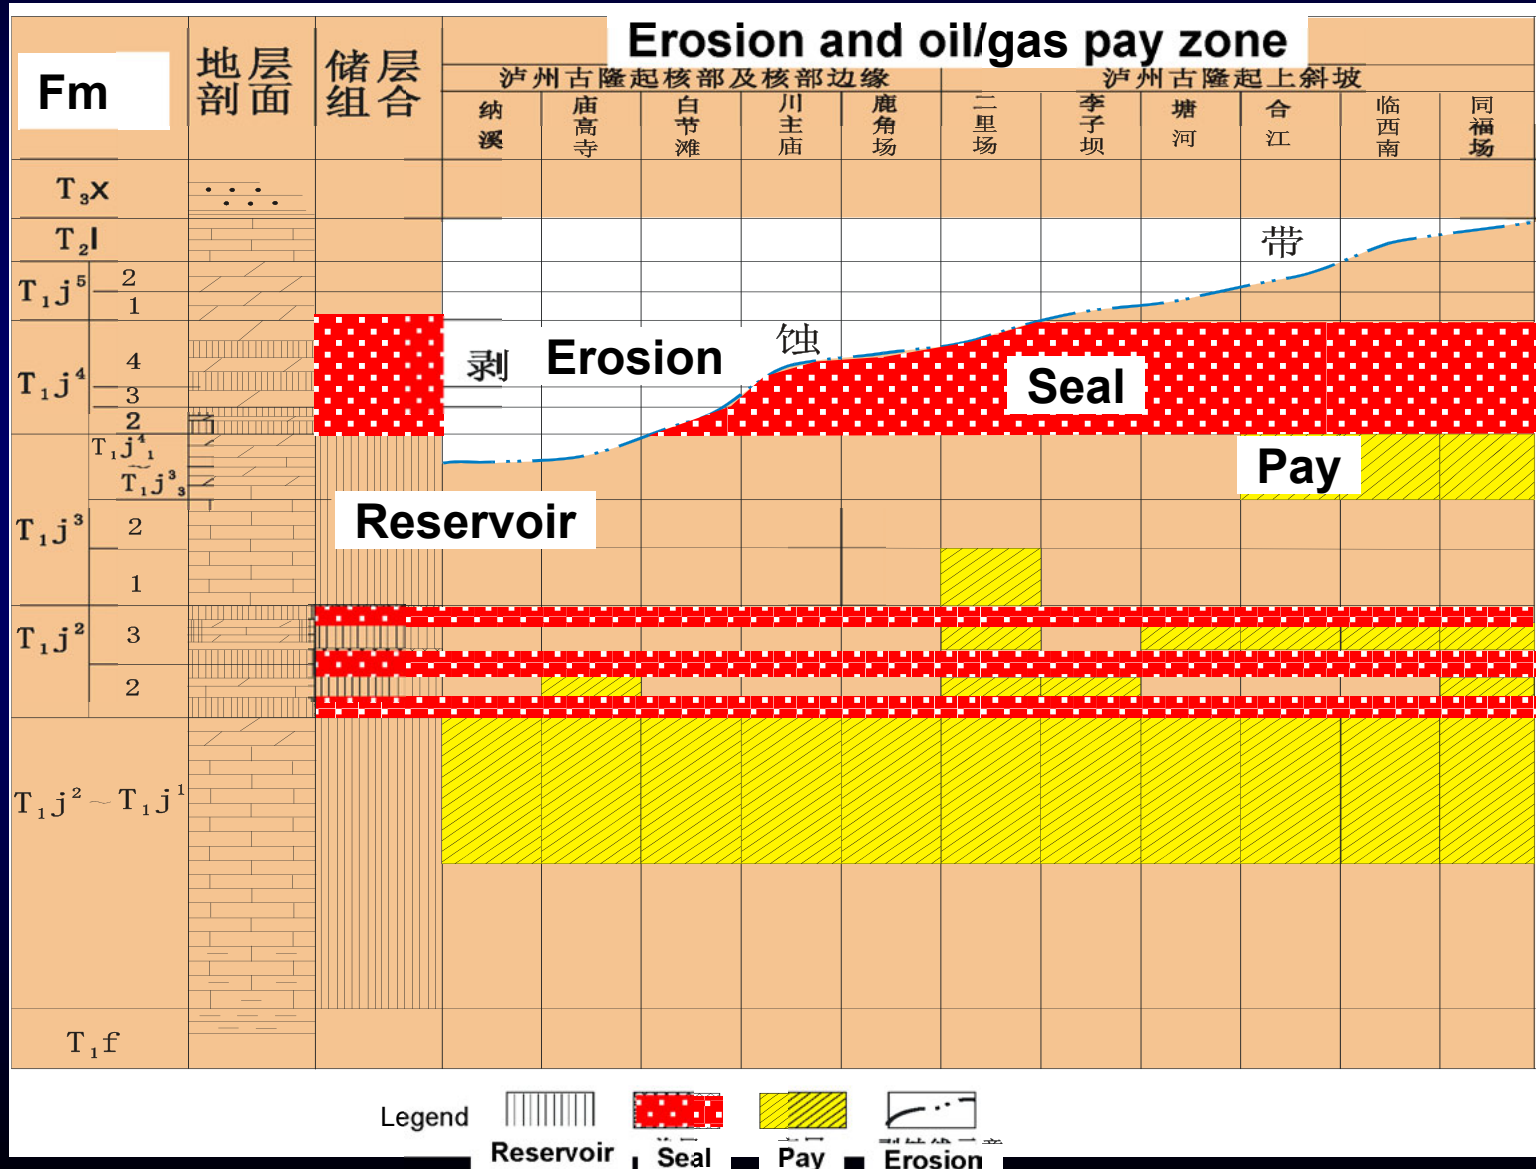 Erosion and oil/gas pay zone
Fm
地层剖面
储层组合
泸州古隆起核部及核部边缘
泸州古隆起上斜坡
纳溪
庙高寺
白节滩
川主庙
鹿角场
二里场
李子坝
塘河
合江
临西南
同福场
T₃x
T₂l
T₁j⁵
2
1
T₁j⁴
4
3
2
T₁j⁴₁
~
T₁j³₃
T₁j³
2
1
T₁j²
3
2
T₁j² ~ T₁j¹
T₁f
剥
Erosion
蚀
带
Seal
Pay
Reservoir
Legend
Reservoir
Seal
Pay
Erosion